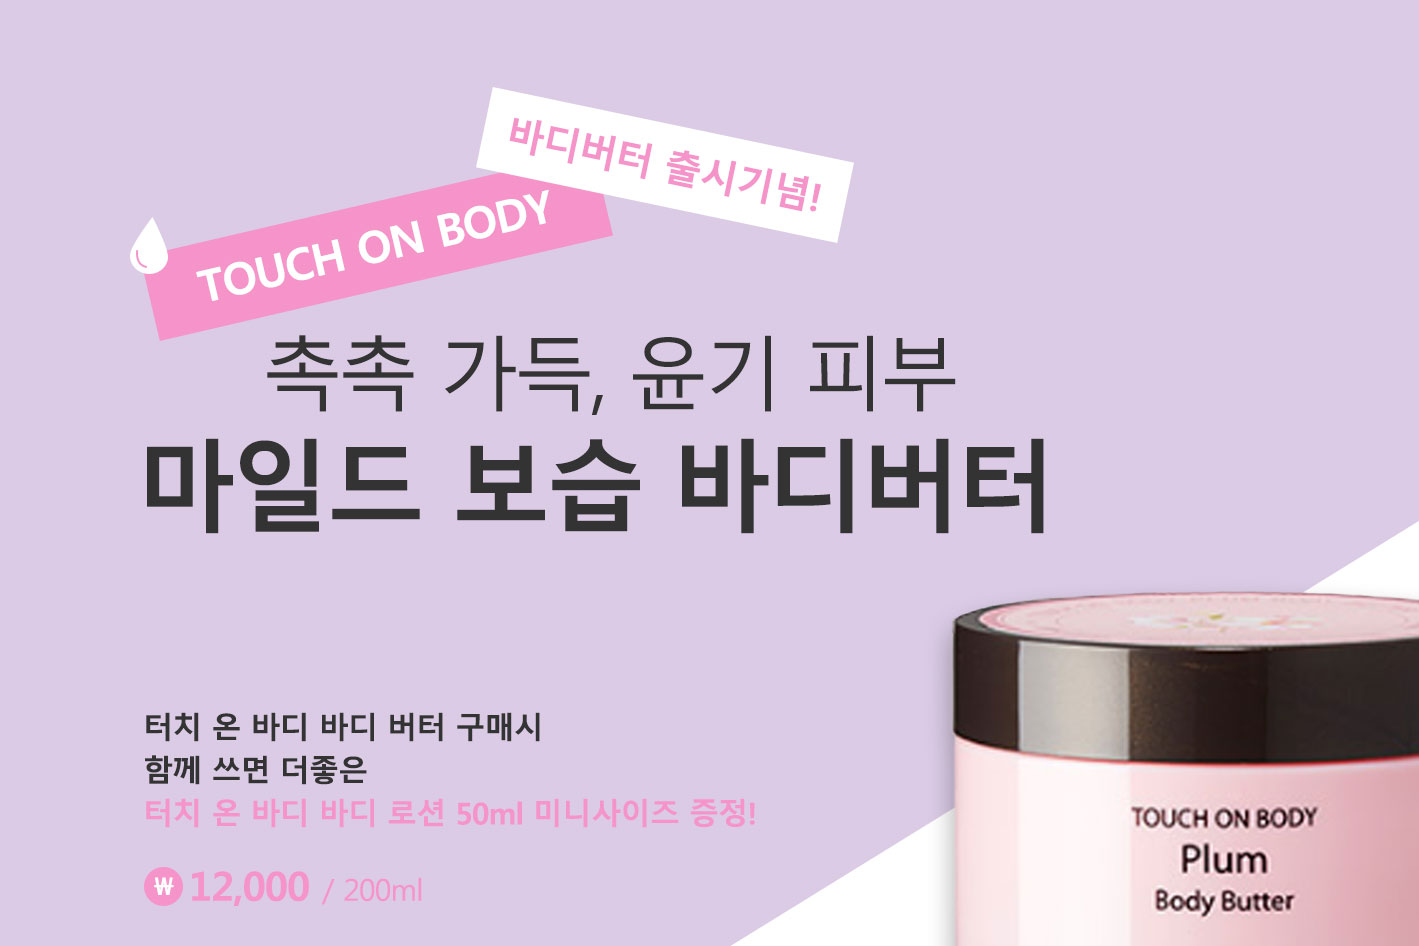 바디버터 출시기념!
TOUCH ON BODY
촉촉 가득, 윤기 피부
마일드 보습 바디버터
터치 온 바디 바디 버터 구매시
함께 쓰면 더좋은
터치 온 바디 바디 로션 50ml 미니사이즈 증정!
₩ 12,000 / 200ml
TOUCH ON BODY
Plum
Body Butter